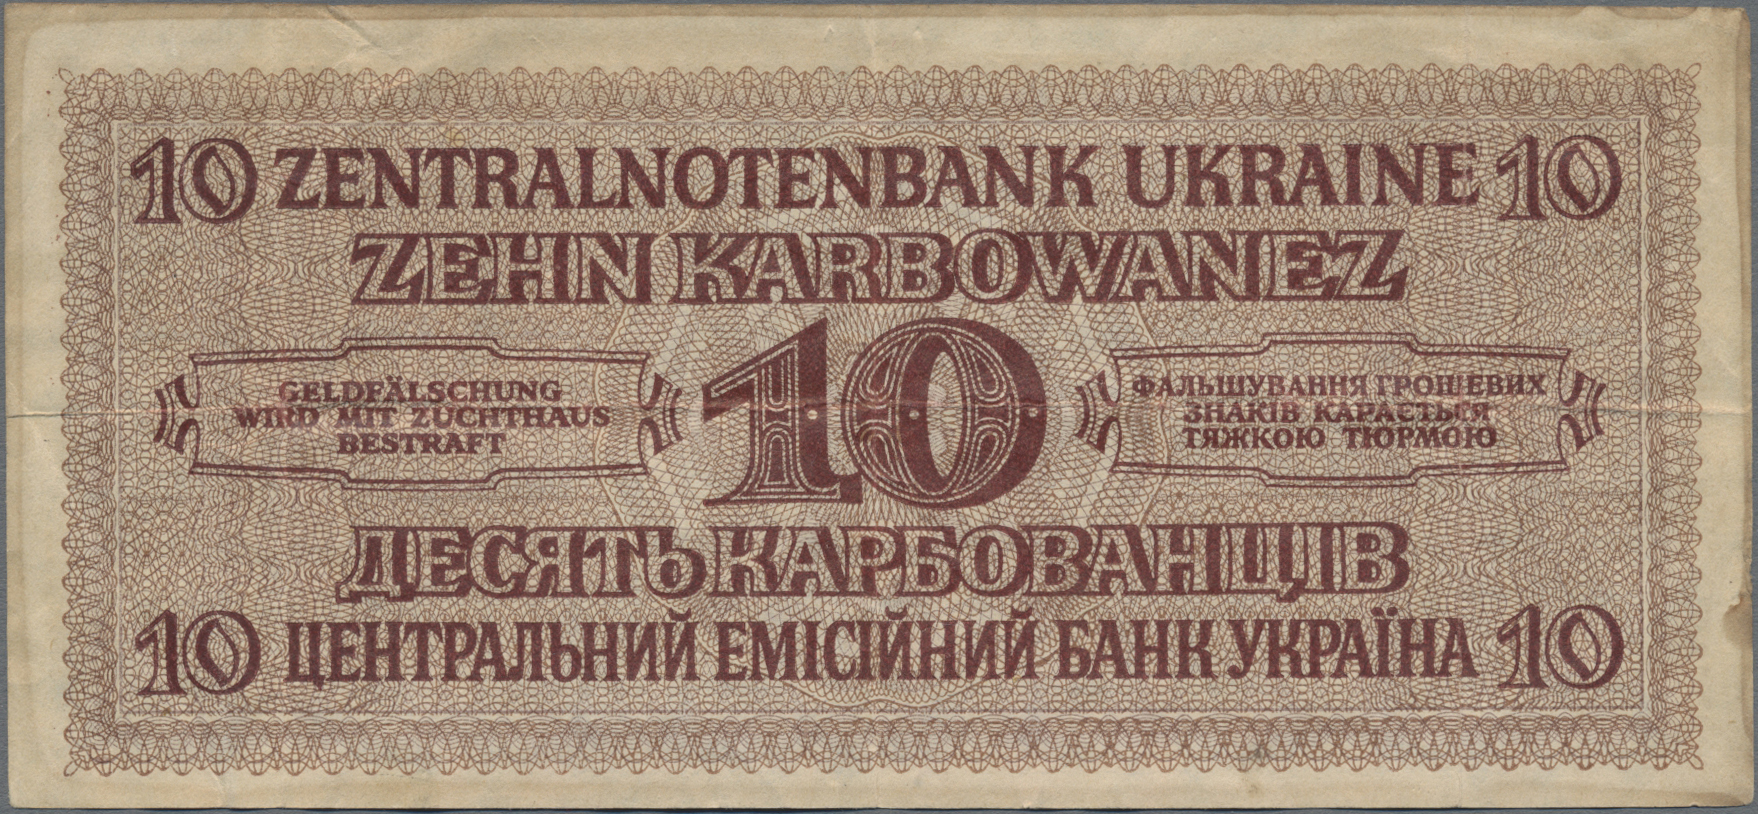 10 ZENTRALNOTENBANK UKRAINE 10
ZEHN KARBOWANEZ
10
GELDFÄLSCHUNG
WIRD MIT ZUCHTHAUS
BESTRAFT
ФАЛЬШУВАННЯ ГРОШЕВИХ
ЗНАКІВ КАРАЄТЬСЯ
ТЯЖКОЮ ТЮРМОЮ
ДЕСЯТЬ КАРБОВАНЦІВ
10 ЦЕНТРАЛЬНИЙ ЕМІСІЙНИЙ БАНК УКРАЇНА 10